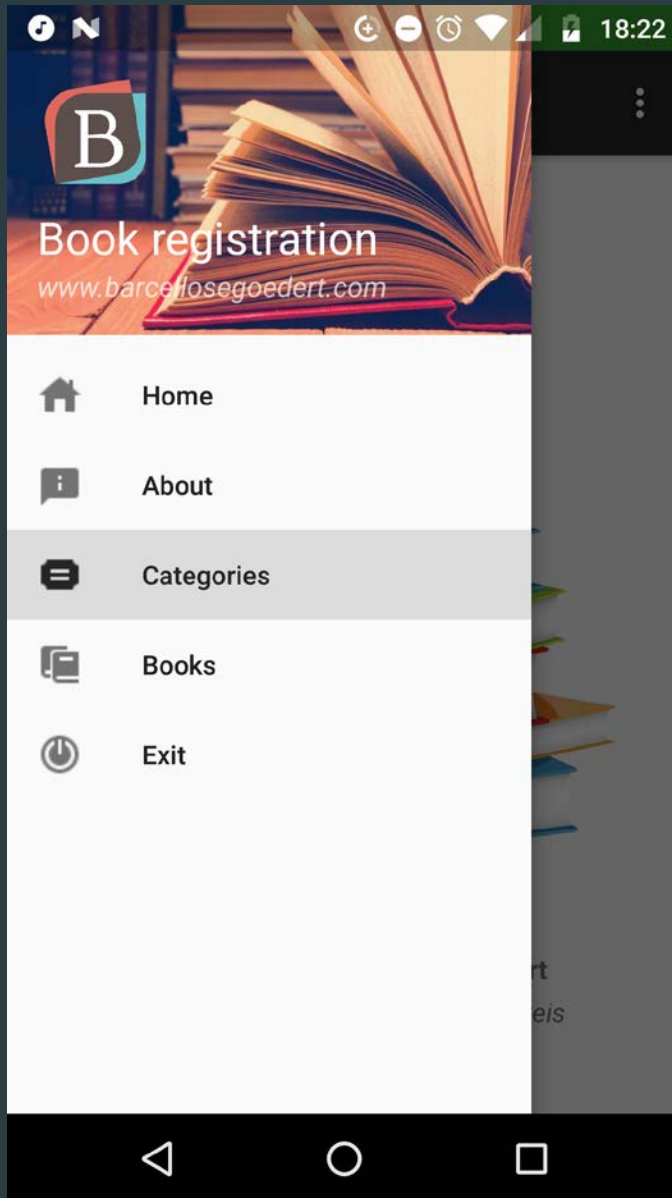 18:22
B
Book registration
www.barcellosegoedert.com
Home
About
Categories
Books
Exit
rt
eis